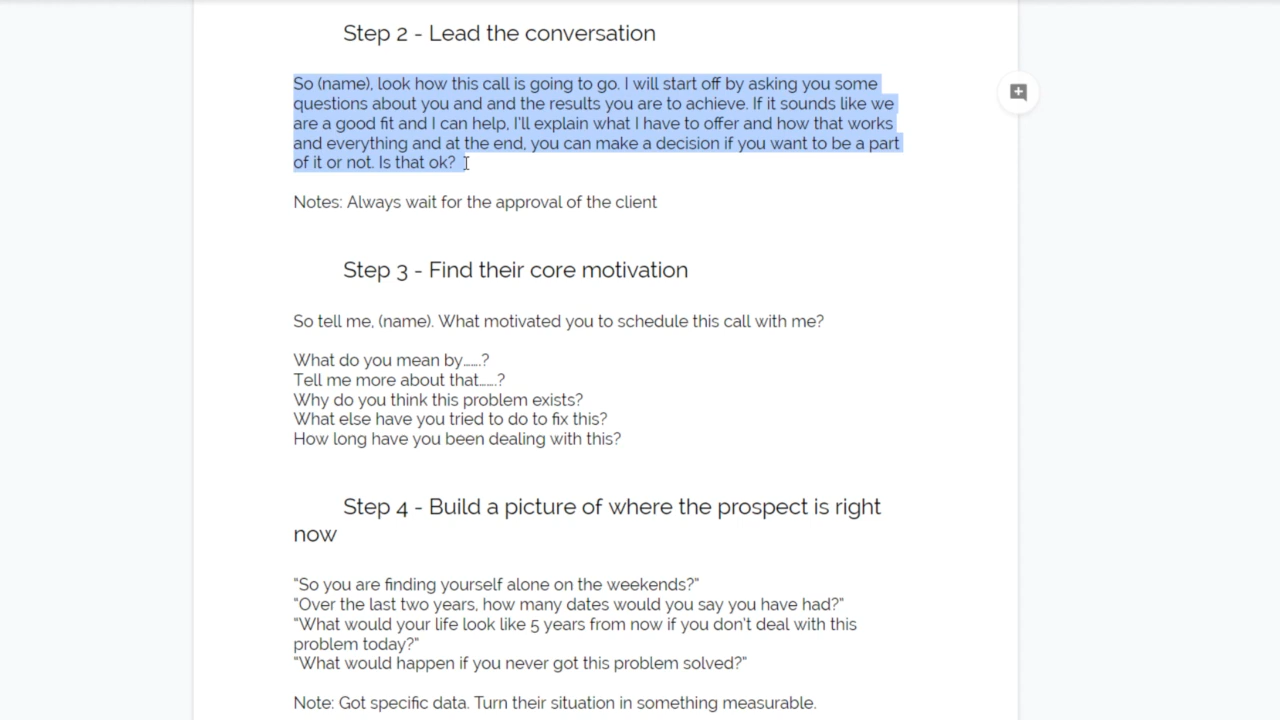 Step 2 - Lead the conversation
So (name), look how this call is going to go. I will start off by asking you some
questions about you and and the results you are to achieve. If it sounds like we
are a good fit and I can help, I'll explain what I have to offer and how that works
and everything and at the end, you can make a decision if you want to be a part
of it or not. Is that ok?
Notes: Always wait for the approval of the client
Step 3 - Find their core motivation
So tell me, (name). What motivated you to schedule this call with me?
What do you mean by.......?
Tell me more about that.......?
Why do you think this problem exists?
What else have you tried to do to fix this?
How long have you been dealing with this?
Step 4 - Build a picture of where the prospect is right
now
“So you are finding yourself alone on the weekends?”
“Over the last two years, how many dates would you say you have had?”
“What would your life look like 5 years from now if you don't deal with this
problem today?”
“What would happen if you never got this problem solved?”
Note: Got specific data. Turn their situation in something measurable.